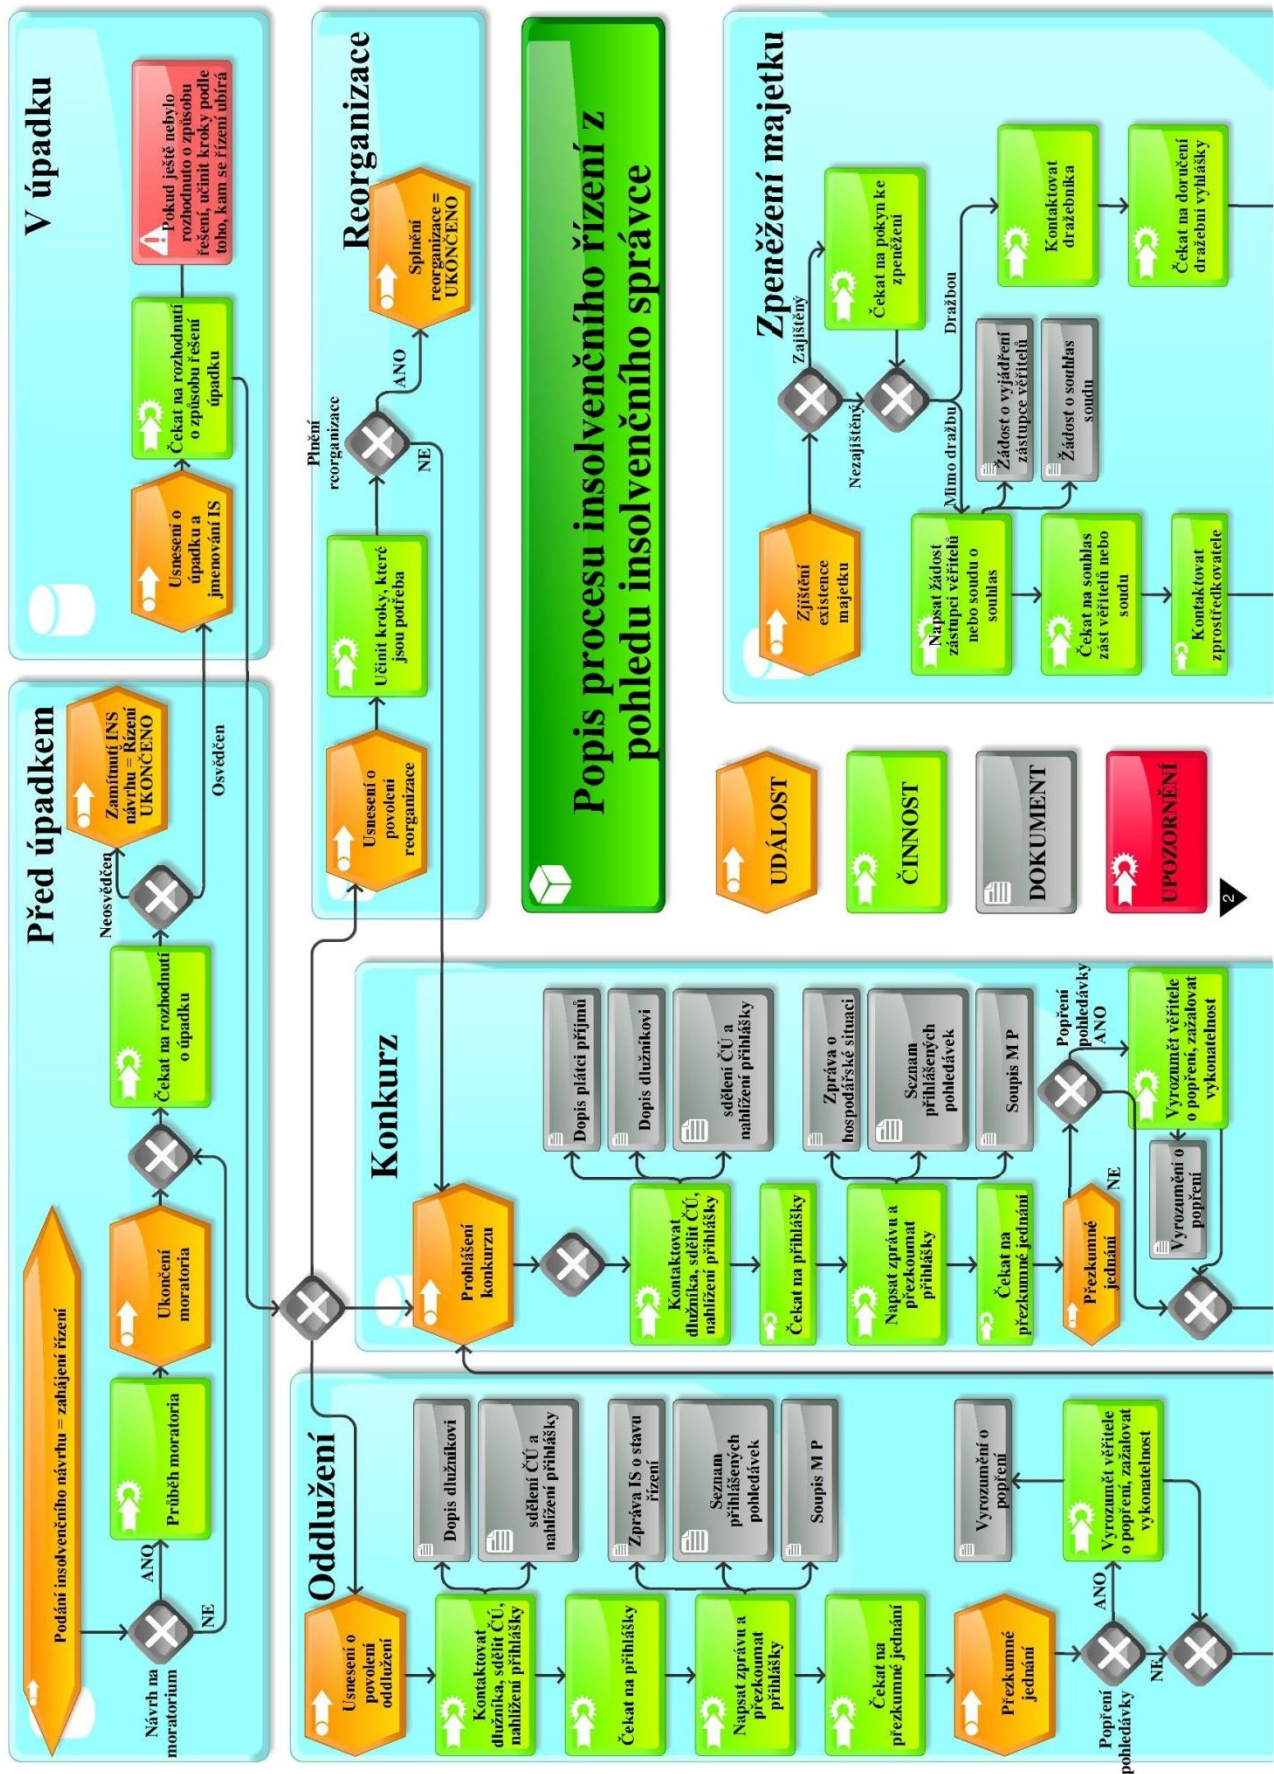 Před úpadkem
Podání insolvenčního návrhu = zahájení řízení
Návrh na
moratorium
ANO
NE
Průběh moratoria
Ukončení
moratoria
Čekat na rozhodnutí
o úpadku
Neosvědčen
Zamítnutí INS
návrhu = Řízení
UKONČENO
Osvědčen
V úpadku
Usnesení o
úpadku a
jmenování IS
Čekat na rozhodnutí
o způsobu řešení
úpadku
Pokud ještě nebylo
rozhodnuto o způsobu
řešení, učinit kroky podle
toho, kam se řízení ubírá
Reorganizace
Usnesení o
povolení
reorganizace
Učinit kroky, které
jsou potřeba
Plnění
reorganizace
ANO
NE
Splnění
reorganizace =
UKONČENO
Popis procesu insolvenčního řízení z
pohledu insolvenčního správce
Oddlužení
Usnesení o
povolení
oddlužení
Kontaktovat
dlužníka, sdělit ČÚ,
nahlížení přihlášky
Dopis dlužníkovi
sdělení ČÚ a
nahlížení přihlášky
Čekat na přihlášky
Napsat zprávu a
přezkoumat
přihlášky
Zpráva IS o stavu
řízení
Seznam
přihlášených
pohledávek
Soupis M P
Čekat na
přezkumné jednání
Přezkumné
jednání
Popření
pohledávky
ANO
NE
Vyrozumět věřitele
o popření, zažalovat
vykonatelnost
Vyrozumění o
popření
Konkurz
Prohlášení
konkurzu
Kontaktovat
dlužníka, sdělit ČÚ,
nahlížení přihlášky
Dopis plátci příjmů
Dopis dlužníkovi
sdělení ČÚ a
nahlížení přihlášky
Čekat na přihlášky
Napsat zprávu a
přezkoumat
přihlášky
Zpráva o
hospodářské situaci
Seznam
přihlášených
pohledávek
Soupis M P
Čekat na
přezkumné jednání
Přezkumné
jednání
Popření
pohledávky
ANO
NE
Vyrozumět věřitele
o popření, zažalovat
vykonatelnost
Vyrozumění o
popření
UDÁLOST
ČINNOST
DOKUMENT
UPOZORNĚNÍ
2
Zpeněžení majetku
Zjištění
existence
majetku
Zajištěný
Nezajištěný
Čekat na pokyn ke
zpeněžení
Mimo dražbu
Dražbou
Napsat žádost
zástupci věřitelů
nebo soudu o
souhlas
Žádost o vyjádření
zástupce věřitelů
Žádost o souhlas
soudu
Kontaktovat
dražebníka
Čekat na souhlas
zást věřitelů nebo
soudu
Čekat na doručení
dražební vyhlášky
Kontaktovat
zprostředkovatele